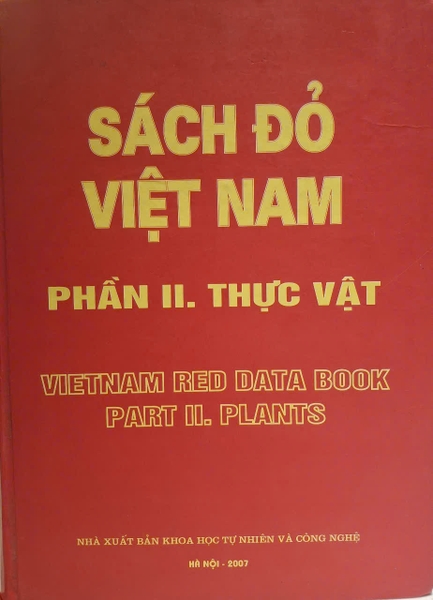 SÁCH ĐỎ
VIỆT NAM
PHẦN II. THỰC VẬT
VIETNAM RED DATA BOOK
PART II. PLANTS
NHÀ XUẤT BẢN KHOA HỌC TỰ NHIÊN VÀ CÔNG NGHỆ
HÀ NỘI - 2007